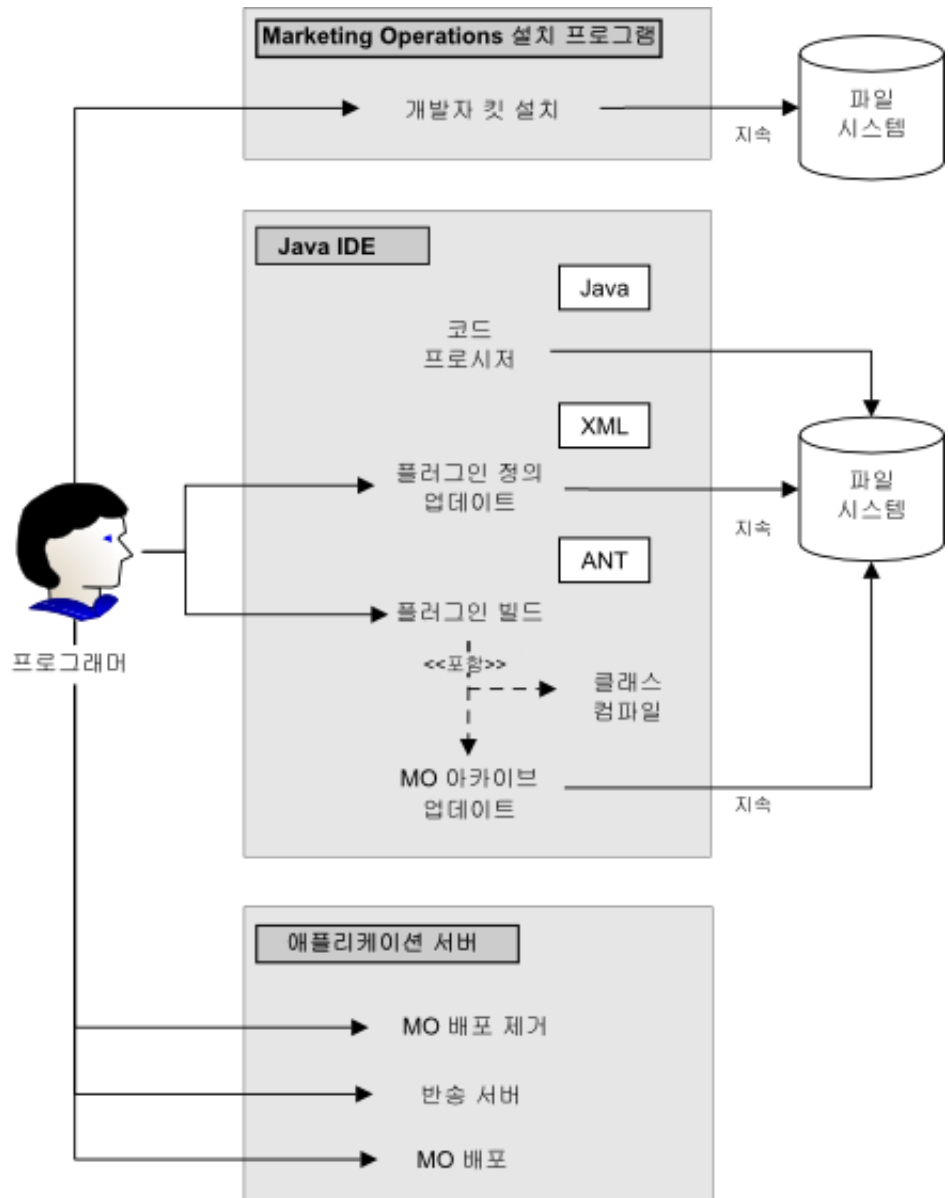 Marketing Operations 설치 프로그램
개발자 킷 설치
지속
파일
시스템
Java IDE
Java
코드
프로시저
XML
플러그인 정의
업데이트
지속
파일
시스템
ANT
플러그인 빌드
<<포함>>
클래스
컴파일
MO 아카이브
업데이트
지속
프로그래머
애플리케이션 서버
MO 배포 제거
반송 서버
MO 배포